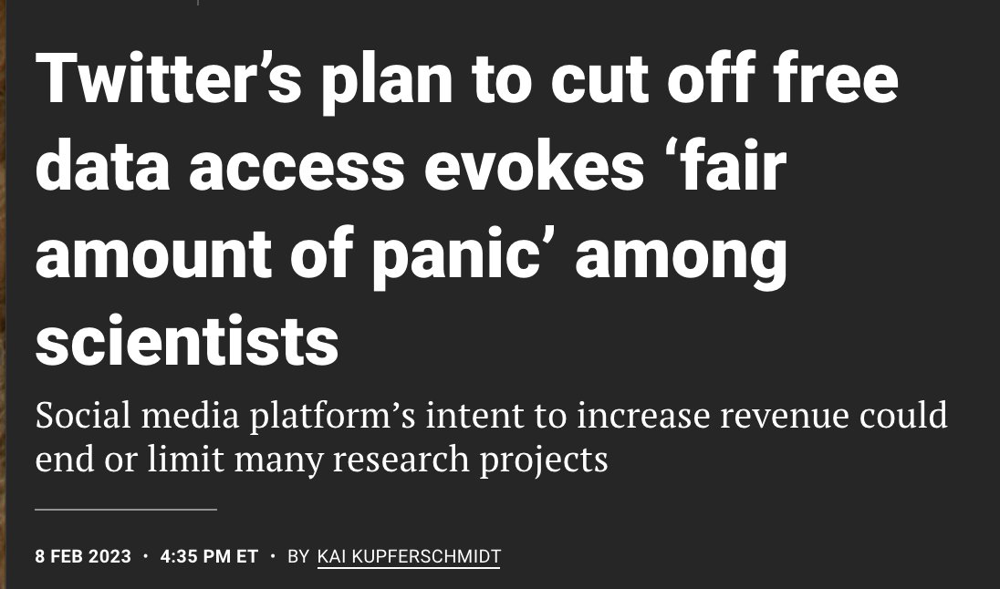 Twitter’s plan to cut off free
data access evokes ‘fair
amount of panic’ among
scientists
Social media platform’s intent to increase revenue could
end or limit many research projects
8 FEB 2023 • 4:35 PM ET • BY KAI KUPFERSCHMIDT